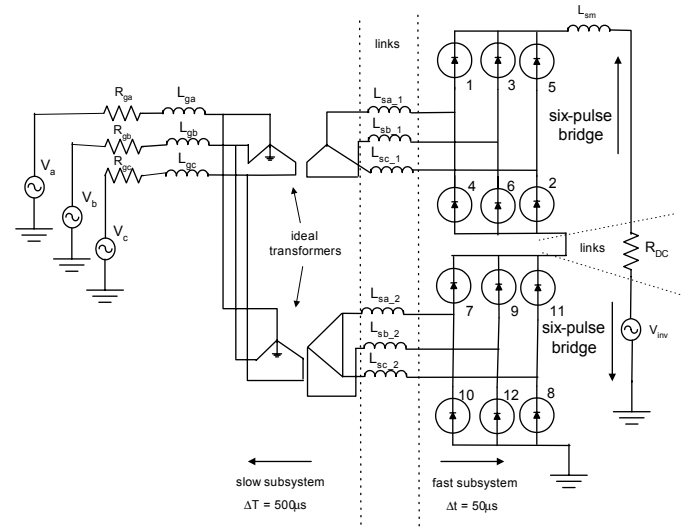 L_sm
links
1
3
5
L_sa_1
R_ga
L_ga
six-pulse
bridge
R_gb
L_gb
L_sb_1
R_gc
L_gc
L_sc_1
V_a
4
6
2
V_b
ideal
transformers
V_c
links
R_DC
L_sa_2
7
9
11
L_sb_2
six-pulse
bridge
V_inv
L_sc_2
10
12
8
slow subsystem
fast subsystem
ΔT = 500μs
Δt = 50μs